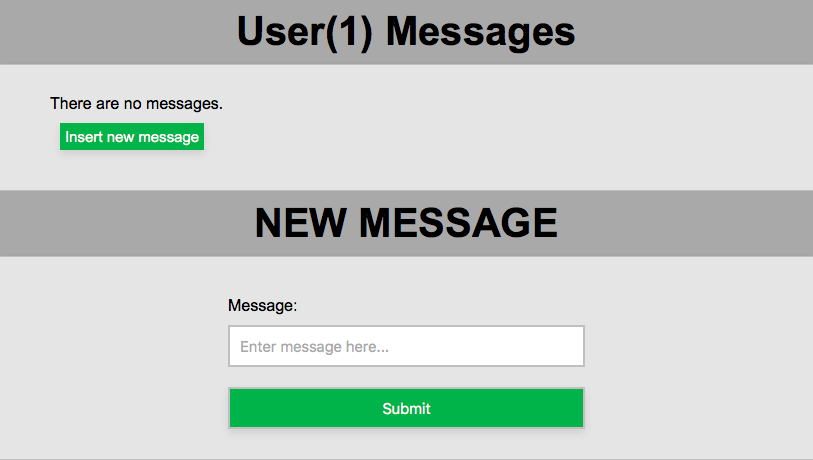 User(1) Messages
There are no messages.
Insert new message
NEW MESSAGE
Message:
Enter message here...
Submit